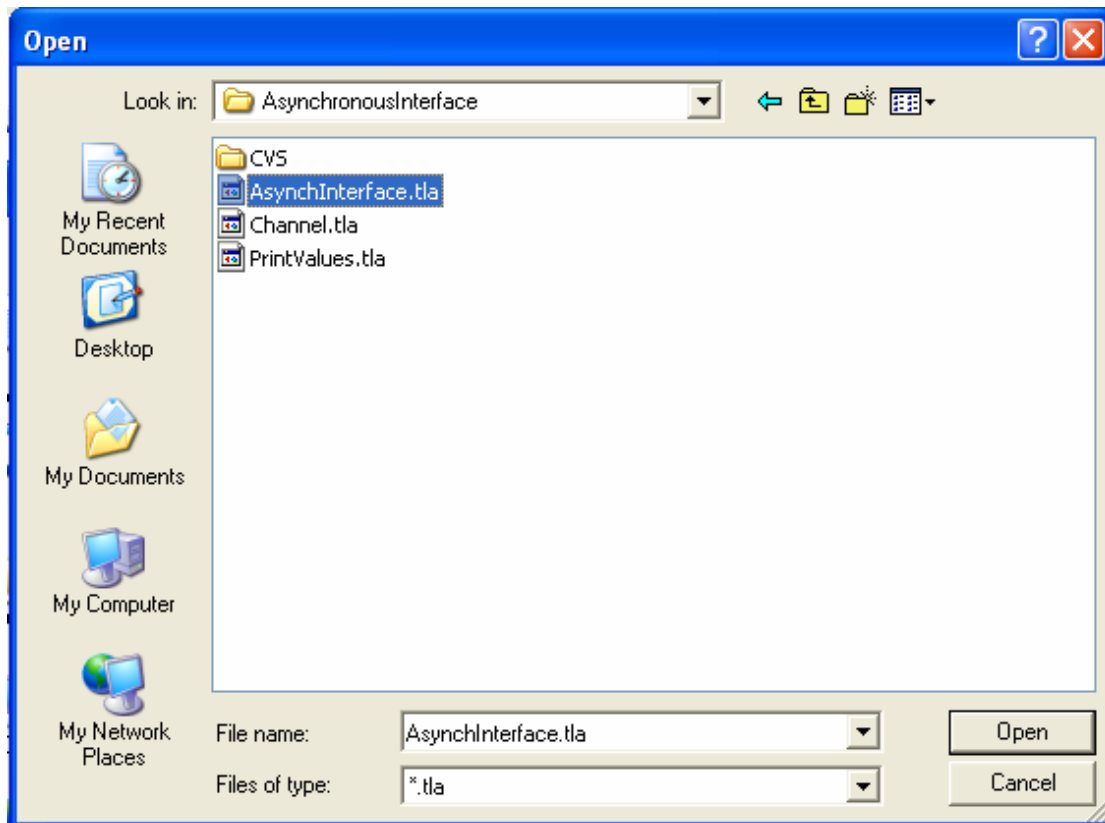 Open
Look in:
AsynchronousInterface
CVS
AsynchInterface.tla
Channel.tla
PrintValues.tla
My Recent
Documents
Desktop
My Documents
My Computer
My Network
Places
File name:
AsynchInterface.tla
Open
Files of type:
*.tla
Cancel